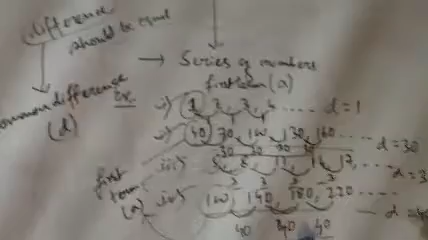 difference
should be equal
→ Series of numbers
first term (a)
common difference
(d)
Ex. i) 1, 2, 3, 4 ..... d = 1
ii) 40, 70, 100, 130, 160 .....
30 30 30 30
d = 30
iii) 5, 8, 11, 14, 17, ..... d = 3
3 3 3
first
term
(a)
iv) 100, 140, 180, 220 .....
40 40 40
d =